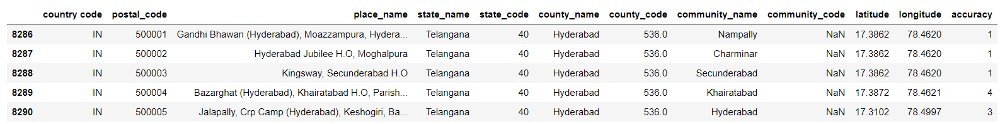 country code postal_code place_name state_name state_code county_name county_code community_name community_code latitude longitude accuracy
8286 IN 500001 Gandhi Bhawan (Hyderabad), Moazzampura, Hydera... Telangana 40 Hyderabad 536.0 Nampally NaN 17.3862 78.4620 1
8287 IN 500002 Hyderabad Jubilee H.O, Moghalpura Telangana 40 Hyderabad 536.0 Charminar NaN 17.3862 78.4620 1
8288 IN 500003 Kingsway, Secunderabad H.O Telangana 40 Hyderabad 536.0 Secunderabad NaN 17.3862 78.4620 1
8289 IN 500004 Bazarghat (Hyderabad), Khairatabad H.O, Parish... Telangana 40 Hyderabad 536.0 Khairatabad NaN 17.3872 78.4621 4
8290 IN 500005 Jalapally, Crp Camp (Hyderabad), Keshogiri, Ba... Telangana 40 Hyderabad 536.0 Hyderabad NaN 17.3102 78.4997 3